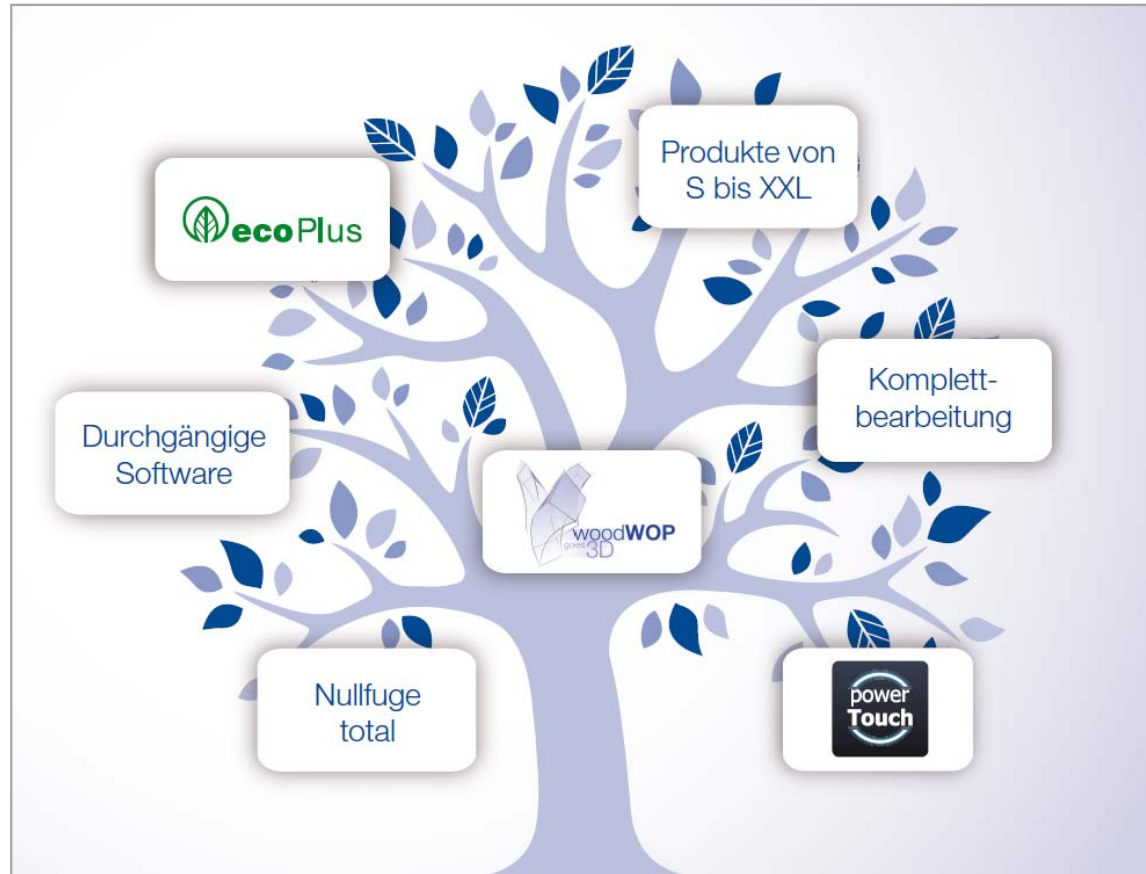 Produkte von
S bis XXL
ecoPlus
Komplett-
bearbeitung
Durchgängige
Software
woodWOP
goes 3D
Nullfuge
total
power
Touch